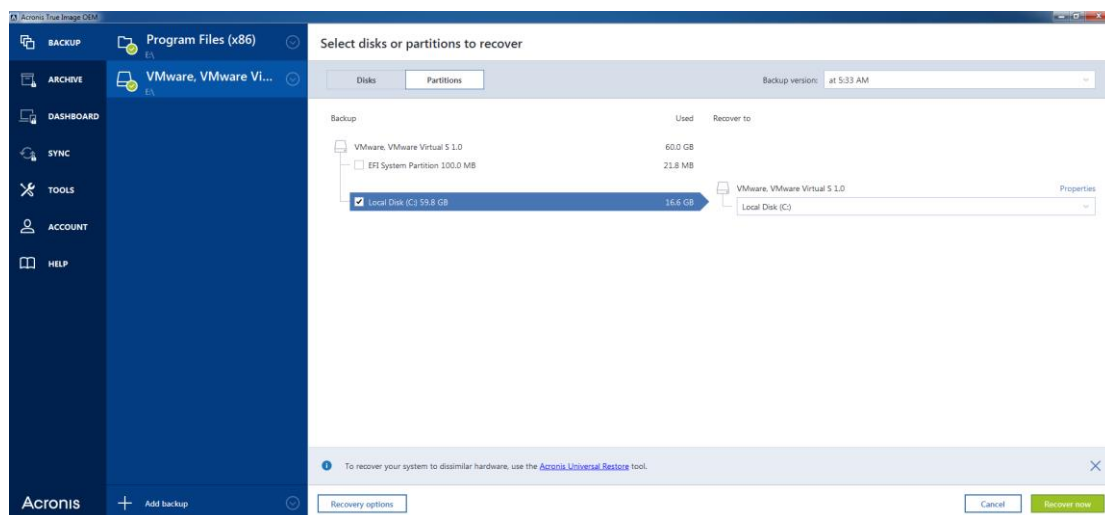 Acronis True Image OEM
BACKUP
ARCHIVE
DASHBOARD
SYNC
TOOLS
ACCOUNT
HELP
Acronis
Program Files (x86)
E:\
VMware, VMware Vi...
E:\
Add backup
Select disks or partitions to recover
Disks Partitions Backup version: at 5:33 AM
Backup Used Recover to
VMware, VMware Virtual S 1.0 60.0 GB
EFI System Partition 100.0 MB 21.8 MB
VMware, VMware Virtual S 1.0 Properties
Local Disk (C:) 59.8 GB 16.6 GB Local Disk (C:)
To recover your system to dissimilar hardware, use the Acronis Universal Restore tool.
Recovery options Cancel Recover now